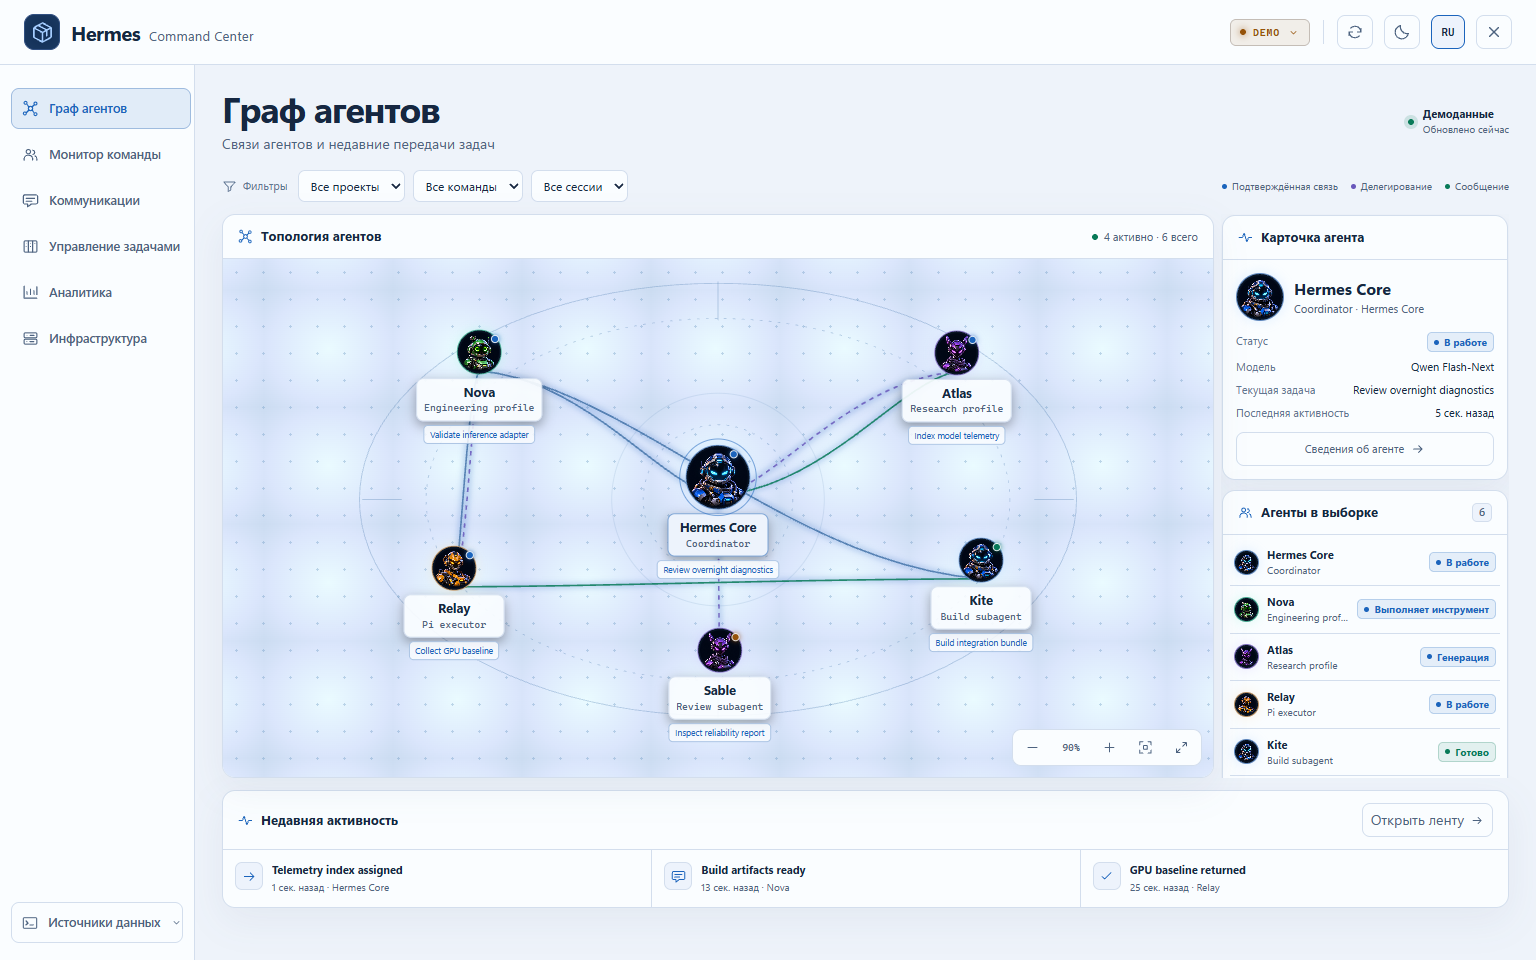 Hermes Command Center
DEMO
RU
Граф агентов
Монитор команды
Коммуникации
Управление задачами
Аналитика
Инфраструктура
Источники данных
Граф агентов
Связи агентов и недавние передачи задач
Демоданные
Обновлено сейчас
Фильтры
Все проекты
Все команды
Все сессии
Подтверждённая связь
Делегирование
Сообщение
Топология агентов
4 активно · 6 всего
Nova
Engineering profile
Validate inference adapter
Atlas
Research profile
Index model telemetry
Hermes Core
Coordinator
Review overnight diagnostics
Relay
Pi executor
Collect GPU baseline
Kite
Build subagent
Build integration bundle
Sable
Review subagent
Inspect reliability report
90%
Карточка агента
Hermes Core
Coordinator · Hermes Core
Статус
В работе
Модель
Qwen Flash-Next
Текущая задача
Review overnight diagnostics
Последняя активность
5 сек. назад
Сведения об агенте →
Агенты в выборке
6
Hermes Core
Coordinator
В работе
Nova
Engineering prof...
Выполняет инструмент
Atlas
Research profile
Генерация
Relay
Pi executor
В работе
Kite
Build subagent
Готово
Недавняя активность
Открыть ленту →
Telemetry index assigned
1 сек. назад · Hermes Core
Build artifacts ready
13 сек. назад · Nova
GPU baseline returned
25 сек. назад · Relay